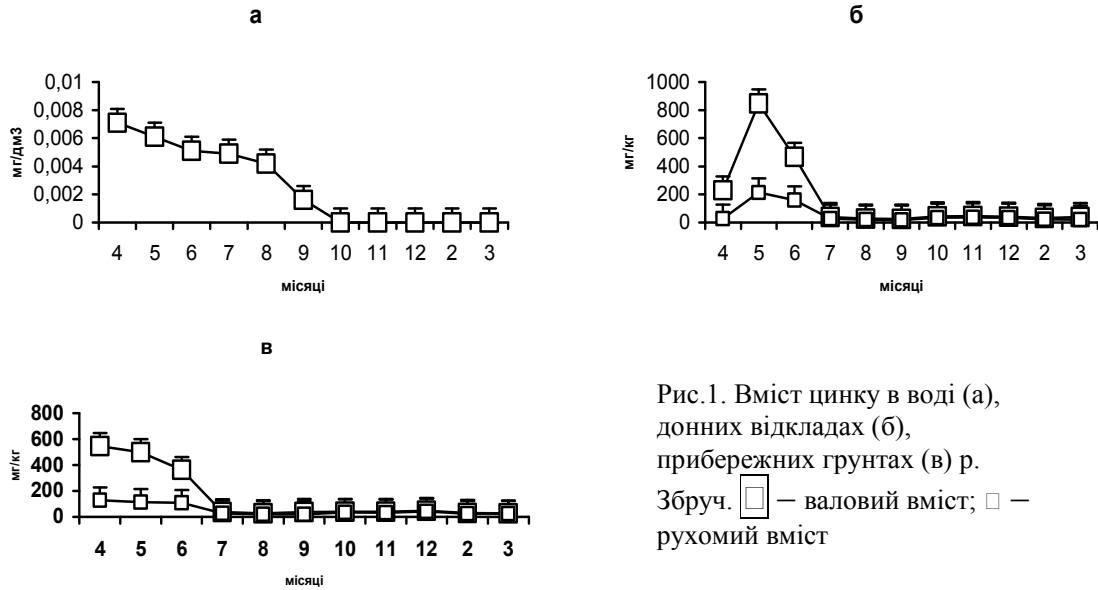 а
0,01
0,008
0,006
0,004
0,002
0
мг/дм3
4 5 6 7 8 9 10 11 12 2 3
місяці
б
1000
800
600
400
200
0
мг/кг
4 5 6 7 8 9 10 11 12 2 3
місяці
в
800
600
400
200
0
мг/кг
4 5 6 7 8 9 10 11 12 2 3
місяці
Рис.1. Вміст цинку в воді (а),
донних відкладах (б),
прибережних грунтах (в) р.
Збруч. □ – валовий вміст; □ –
рухомий вміст